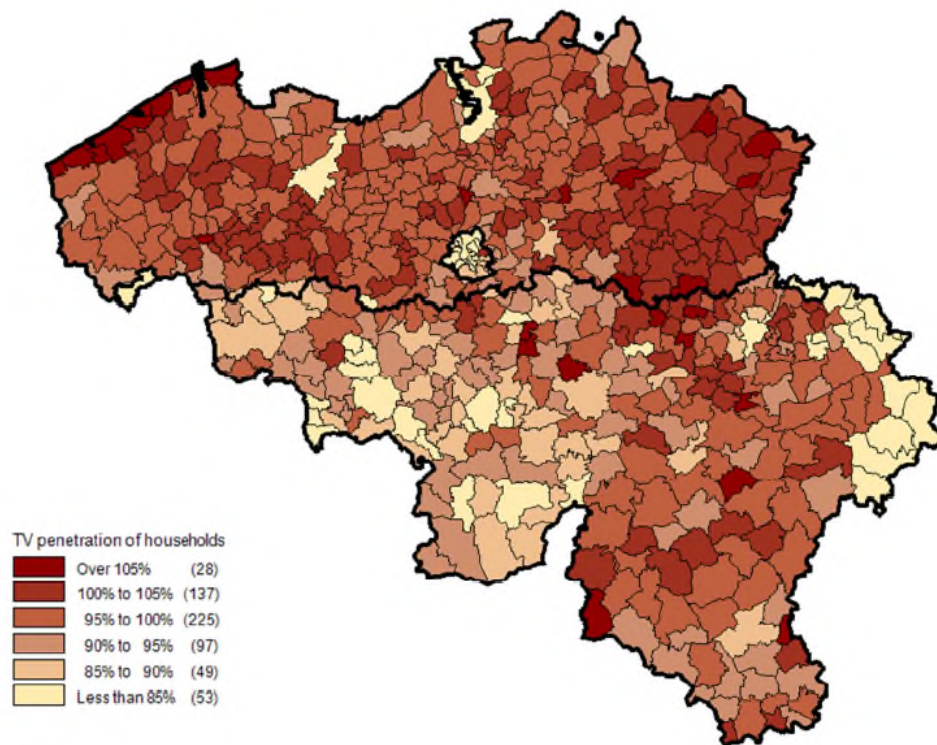 TV penetration of households
Over 105% (28)
100% to 105% (137)
95% to 100% (225)
90% to 95% (97)
85% to 90% (49)
Less than 85% (53)